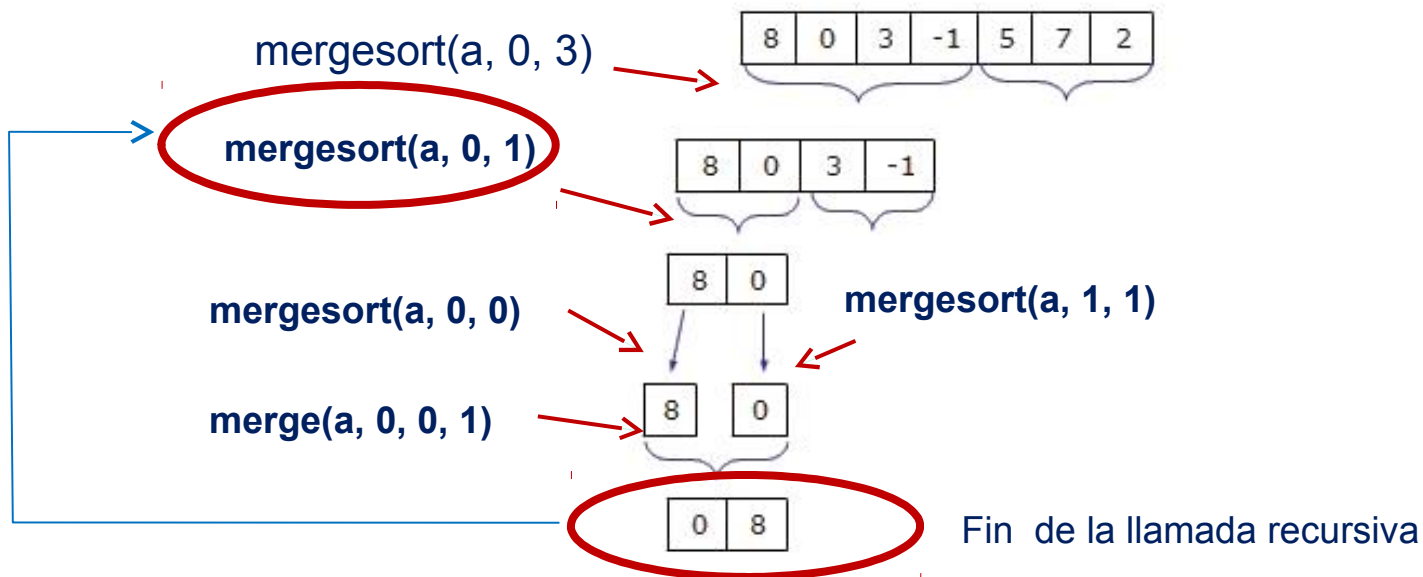 mergesort(a, 0, 3)
8 0 3 -1 5 7 2
mergesort(a, 0, 1)
8 0 3 -1
8 0
mergesort(a, 0, 0)
mergesort(a, 1, 1)
8 0
merge(a, 0, 0, 1)
0 8
Fin de la llamada recursiva